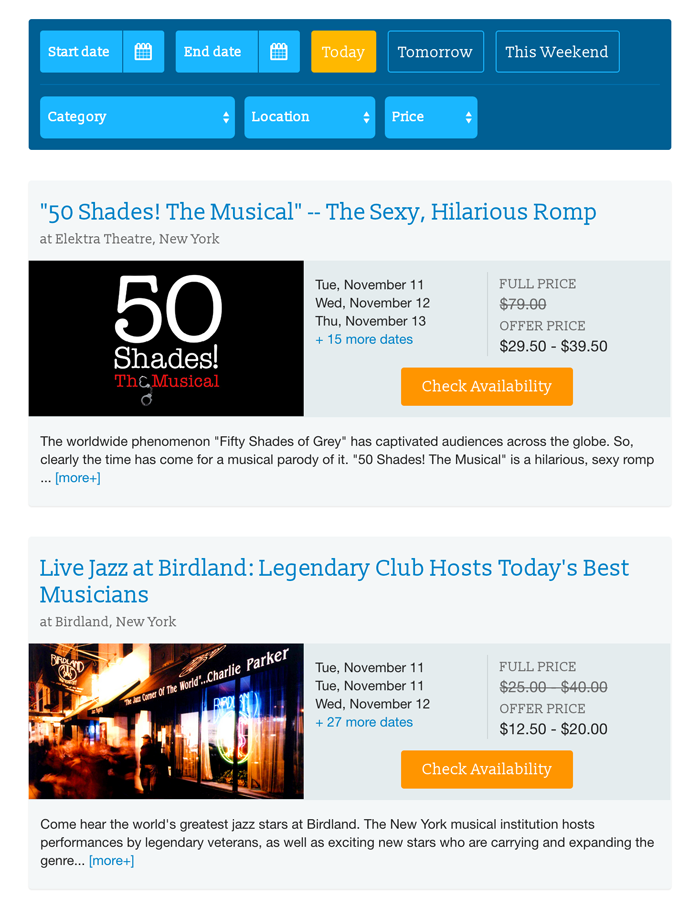 Start date
End date
Today
Tomorrow
This Weekend
Category
Location
Price
"50 Shades! The Musical" -- The Sexy, Hilarious Romp
at Elektra Theatre, New York
50
Shades!
The Musical
Tue, November 11
Wed, November 12
Thu, November 13
+ 15 more dates
FULL PRICE
$79.00
OFFER PRICE
$29.50 - $39.50
Check Availability
The worldwide phenomenon "Fifty Shades of Grey" has captivated audiences across the globe. So,
clearly the time has come for a musical parody of it. "50 Shades! The Musical" is a hilarious, sexy romp
... [more+]
Live Jazz at Birdland: Legendary Club Hosts Today's Best
Musicians
at Birdland, New York
BIRDLAND
"The Jazz Corner Of The World"...Charlie Parker
BIRDLAND
Tue, November 11
Tue, November 11
Wed, November 12
+ 27 more dates
FULL PRICE
$25.00 - $40.00
OFFER PRICE
$12.50 - $20.00
Check Availability
Come hear the world's greatest jazz stars at Birdland. The New York musical institution hosts
performances by legendary veterans, as well as exciting new stars who are carrying and expanding the
genre... [more+]